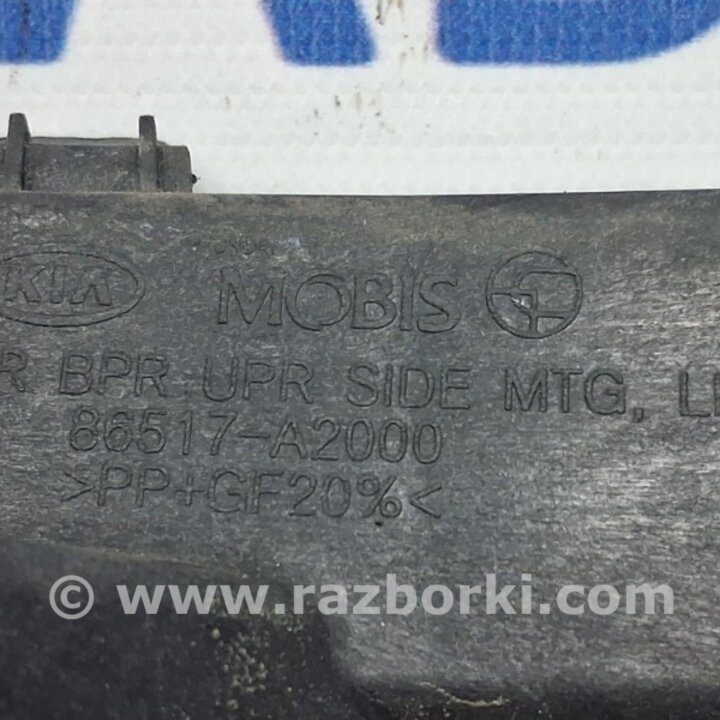 KIA MOBIS
R BPR UPR SIDE MTG, L
86517-A2000
>PP+GF20%<
© www.razborki.com